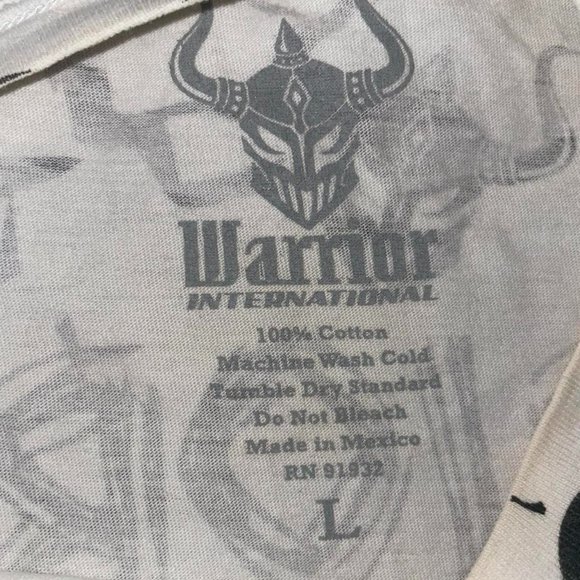 Warrior
INTERNATIONAL
100% Cotton
Machine Wash Cold
Tumble Dry Standard
Do Not Bleach
Made in Mexico
RN 91932
L